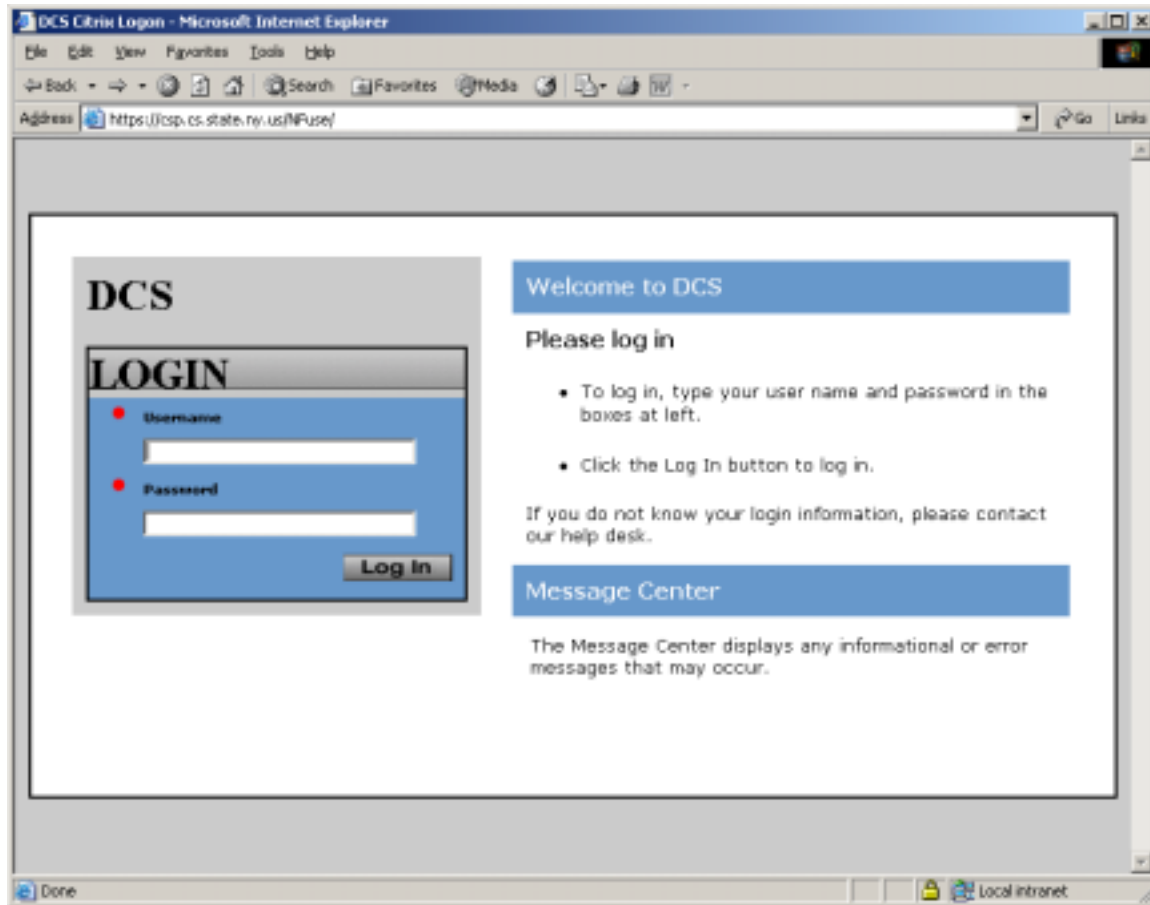 DCS Citrix Logon - Microsoft Internet Explorer
File Edit View Favorites Tools Help
Back Search Favorites Media
Address https://csp.cs.state.ny.us/NFuse/ Go Links
DCS
LOGIN
Username
Password
Log In
Welcome to DCS
Please log in
• To log in, type your user name and password in the
boxes at left.
• Click the Log In button to log in.
If you do not know your login information, please contact
our help desk.
Message Center
The Message Center displays any informational or error
messages that may occur.
Done Local intranet